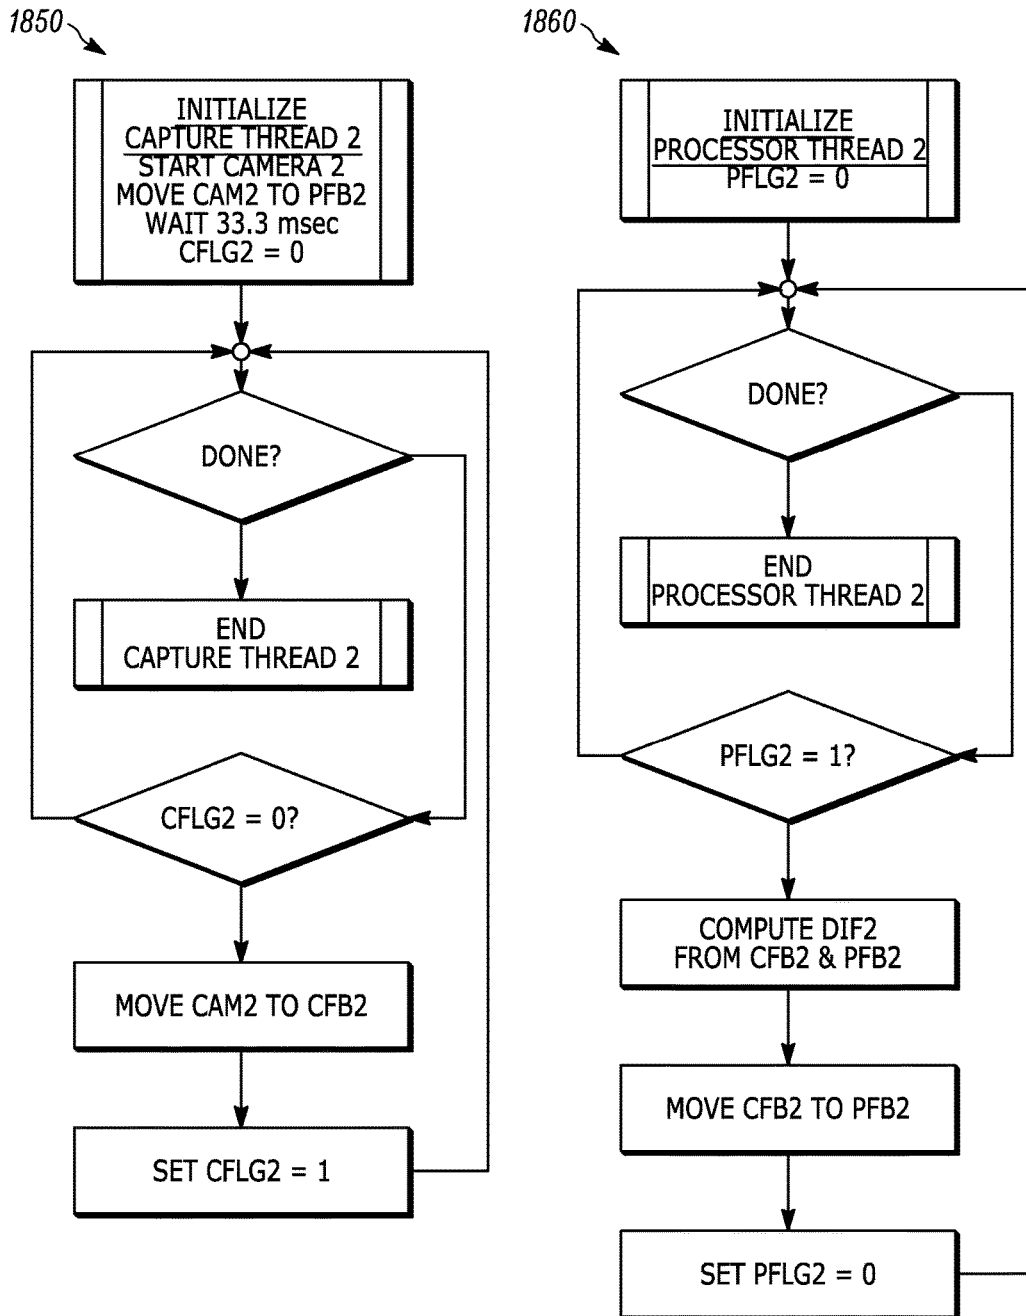 1850
INITIALIZE
CAPTURE THREAD 2
START CAMERA 2
MOVE CAM2 TO PFB2
WAIT 33.3 msec
CFLG2 = 0
DONE?
END
CAPTURE THREAD 2
CFLG2 = 0?
MOVE CAM2 TO CFB2
SET CFLG2 = 1
1860
INITIALIZE
PROCESSOR THREAD 2
PFLG2 = 0
DONE?
END
PROCESSOR THREAD 2
PFLG2 = 1?
COMPUTE DIF2
FROM CFB2 & PFB2
MOVE CFB2 TO PFB2
SET PFLG2 = 0